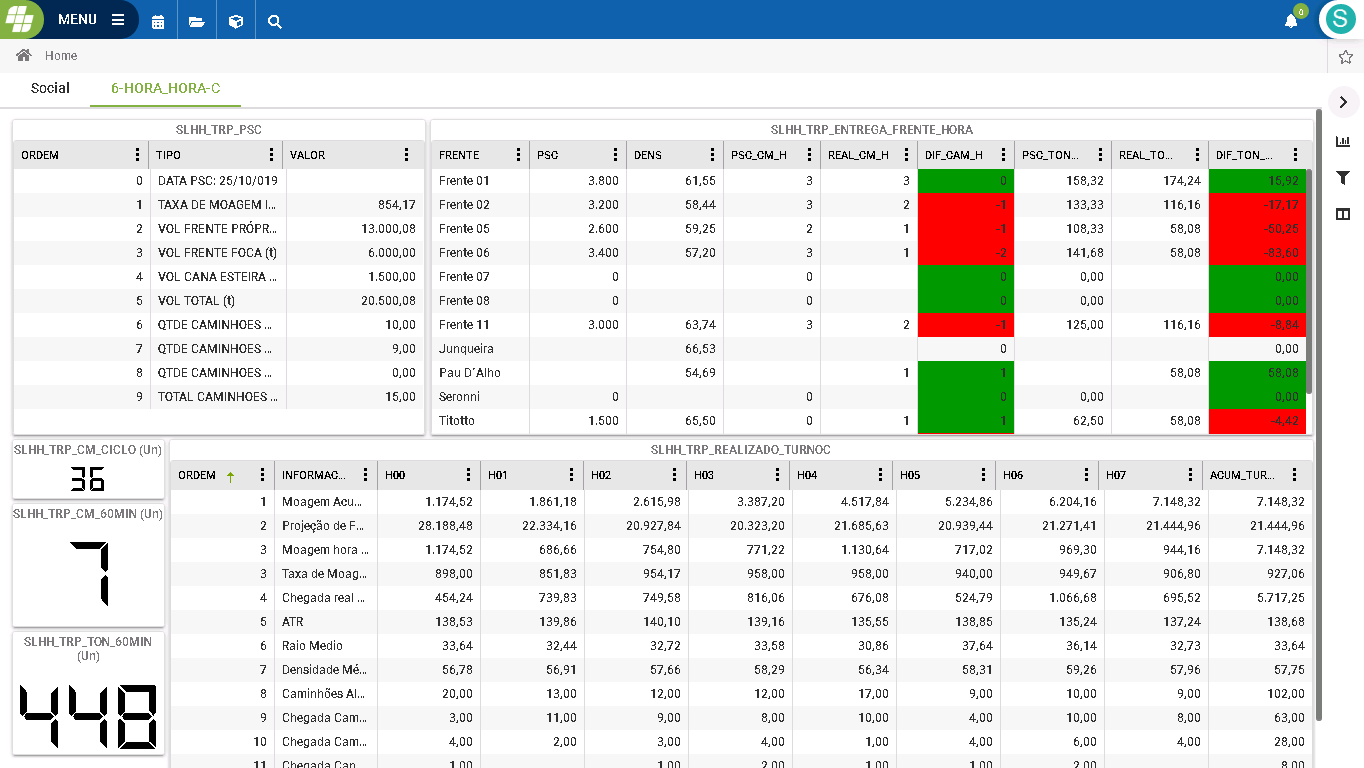 MENU
0
S
Home
Social 6-HORA_HORA-C
SLHH_TRP_PSC
ORDEM TIPO VALOR
0 DATA PSC: 25/10/019
1 TAXA DE MOAGEM I... 854,17
2 VOL FRENTE PRÓPR... 13.000,08
3 VOL FRENTE FOCA (t) 6.000,00
4 VOL CANA ESTEIRA ... 1.500,00
5 VOL TOTAL (t) 20.500,08
6 QTDE CAMINHOES ... 10,00
7 QTDE CAMINHOES ... 9,00
8 QTDE CAMINHOES ... 0,00
9 TOTAL CAMINHOES ... 15,00
SLHH_TRP_ENTREGA_FRENTE_HORA
FRENTE PSC DENS PSC_CM_H REAL_CM_H DIF_CAM_H PSC_TON... REAL_TO... DIF_TON_...
Frente 01 3.800 61,55 3 3 0 158,32 174,24 15,92
Frente 02 3.200 58,44 3 2 -1 133,33 116,16 -17,17
Frente 05 2.600 59,25 2 1 -1 108,33 58,08 -50,25
Frente 06 3.400 57,20 3 1 -2 141,68 58,08 -83,60
Frente 07 0 0 0 0,00 0,00
Frente 08 0 0 0 0,00 0,00
Frente 11 3.000 63,74 3 2 -1 125,00 116,16 -8,84
Junqueira 66,53 0 0,00
Pau D´Alho 54,69 1 1 58,08 58,08
Seronni 0 0 0 0,00 0,00
Titotto 1.500 65,50 0 1 1 62,50 58,08 -4,42
SLHH_TRP_CM_CICLO (Un)
36
SLHH_TRP_CM_60MIN (Un)
7
SLHH_TRP_TON_60MIN
(Un)
448
SLHH_TRP_REALIZADO_TURNOC
ORDEM INFORMAC... H00 H01 H02 H03 H04 H05 H06 H07 ACUM_TUR...
1 Moagem Acu... 1.174,52 1.861,18 2.615,98 3.387,20 4.517,84 5.234,86 6.204,16 7.148,32 7.148,32
2 Projeção de F... 28.188,48 22.334,16 20.927,84 20.323,20 21.685,63 20.939,44 21.271,41 21.444,96 21.444,96
3 Moagem hora ... 1.174,52 686,66 754,80 771,22 1.130,64 717,02 969,30 944,16 7.148,32
3 Taxa de Moag... 898,00 851,83 954,17 958,00 958,00 940,00 949,67 906,80 927,06
4 Chegada real ... 454,24 739,83 749,58 816,06 676,08 524,79 1.066,68 695,52 5.717,25
5 ATR 138,53 139,86 140,10 139,16 135,55 138,85 135,24 137,24 138,68
6 Raio Medio 33,64 32,44 32,72 33,58 30,86 37,64 36,14 32,73 33,64
7 Densidade Mé... 56,78 56,91 57,66 58,29 56,34 58,31 59,26 57,96 57,75
8 Caminhões Al... 20,00 13,00 12,00 12,00 17,00 9,00 10,00 9,00 102,00
9 Chegada Cam... 3,00 11,00 9,00 8,00 10,00 4,00 10,00 8,00 63,00
10 Chegada Cam... 4,00 2,00 3,00 4,00 1,00 4,00 6,00 4,00 28,00
11 Chegada Can... 1,00 1,00 2,00 1,00 1,00 2,00 8,00